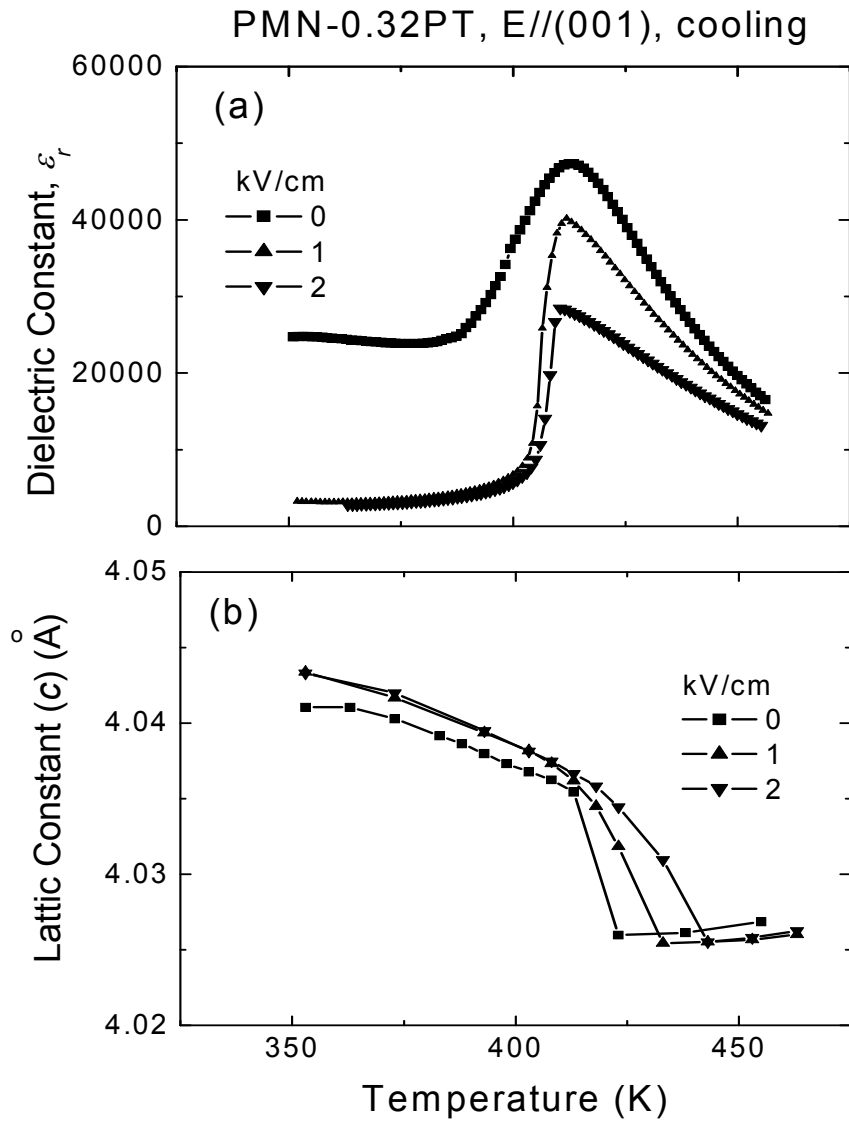 PMN-0.32PT, E//(001), cooling
(a)
Dielectric Constant, εr
60000
40000
20000
0
kV/cm
0
1
2
(b)
Lattic Constant (c) (Å)
4.05
4.04
4.03
4.02
kV/cm
0
1
2
350 400 450
Temperature (K)